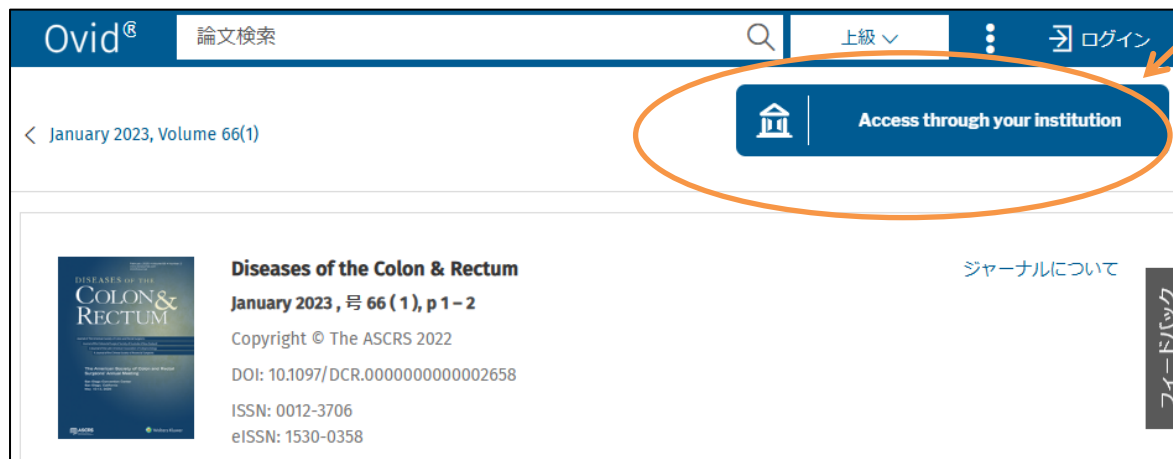 Ovid®
論文検索
上級
ログイン
Access through your institution
January 2023, Volume 66(1)
DISEASES OF THE
COLON &
RECTUM
Diseases of the Colon & Rectum
January 2023 , 号 66 ( 1 ), p 1 – 2
Copyright © The ASCRS 2022
DOI: 10.1097/DCR.0000000000002658
ISSN: 0012-3706
eISSN: 1530-0358
ジャーナルについて
フィードバック